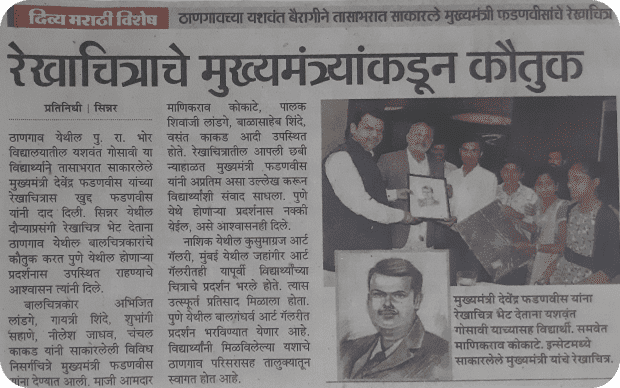 दिव्य मराठी विशेष
ठाणगावच्या यशवंत बैरागीने तासाभरात साकारले मुख्यमंत्री फडणवीसांचे रेखाचित्र
रेखाचित्राचे मुख्यमंत्र्यांकडून कौतुक
प्रतिनिधी | सिन्नर
ठाणगाव येथील पु. रा. भोर
विद्यालयातील यशवंत गोसावी या
विद्यार्थ्याने तासाभरात साकारलेले
मुख्यमंत्री देवेंद्र फडणवीस यांच्या
रेखाचित्रास खुद्द फडणवीस
यांनी दाद दिली. सिन्नर येथील
दौऱ्याप्रसंगी रेखाचित्र भेट देताना
ठाणगाव येथील बालचित्रकारांचे
कौतुक करत पुणे येथील होणाऱ्या
प्रदर्शनास उपस्थित राहण्याचे
आश्वासन त्यांनी दिले.
बालचित्रकोर अभिजित
लांडगे, गायत्री शिंदे, शुभांगी
सहाणे, नीलेश जाधव, चंचल
काकड यांनी साकारलेली विविध
निसर्गचित्रे मुख्यमंत्री फडणवीस
यांना देण्यात आली. माजी आमदार
माणिकराव कोकाटे, पालक
शिवाजी लांडगे, बाळासाहेब शिंदे,
वसंत काकड आदी उपस्थित
होते. रेखाचित्रातील आपली छबी
न्याहाळत मुख्यमंत्री फडणवीस
यांनी अप्रतिम असा उल्लेख करून
विद्यार्थ्यांशी संवाद साधला. पुणे
येथे होणाऱ्या प्रदर्शनास नक्की
येईल, असे आश्वासनही दिले.
नाशिक येथील कुसुमाग्रज आर्ट
गॅलरी, मुंबई येथील जहांगीर आर्ट
गॅलरीतही यापूर्वी विद्यार्थ्यांच्या
चित्राचे प्रदर्शन भरले होते. त्यास
उत्स्फूर्त प्रतिसाद मिळाला होता.
पुणे येथील बालगंधर्व आर्ट गॅलरीत
प्रदर्शन भरविण्यात येणार आहे.
विद्यार्थ्यांनी मिळविलेल्या यशाचे
ठाणगाव परिसरासह तालुक्यातून
स्वागत होत आहे.
मुख्यमंत्री देवेंद्र फडणवीस यांना
रेखाचित्र भेट देताना यशवंत
गोसावी याच्यासह विद्यार्थी. समवेत
माणिकराव कोकाटे. इन्सेटमध्ये
साकारलेले मुख्यमंत्री यांचे रेखाचित्र.